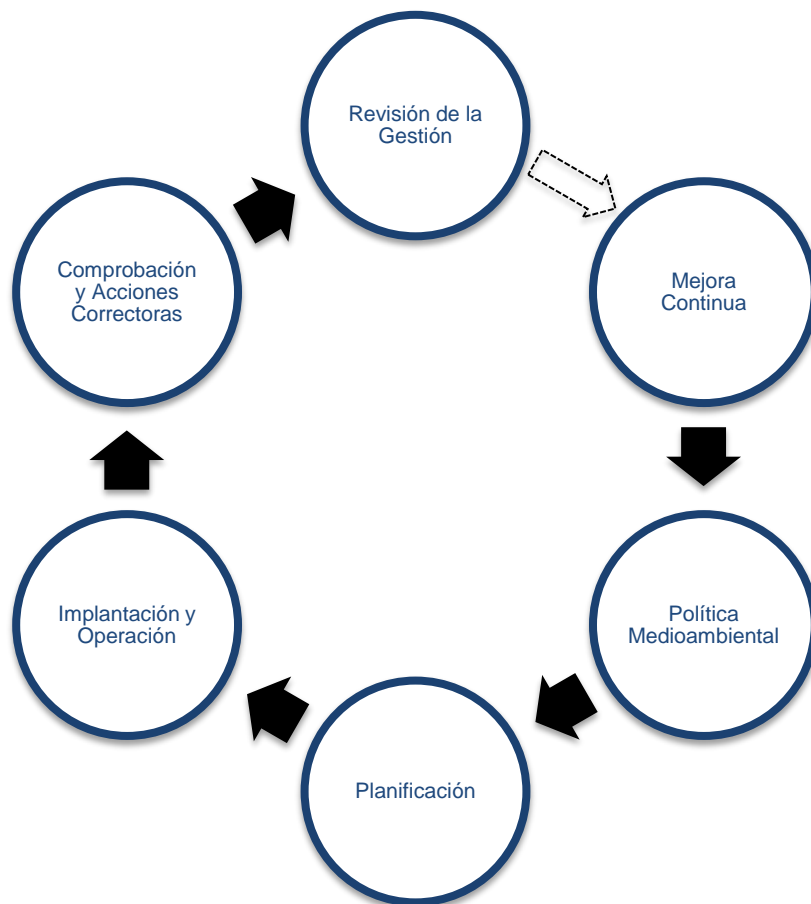 Revisión de la
Gestión
Mejora
Continua
Política
Medioambiental
Planificación
Implantación y
Operación
Comprobación
y Acciones
Correctoras